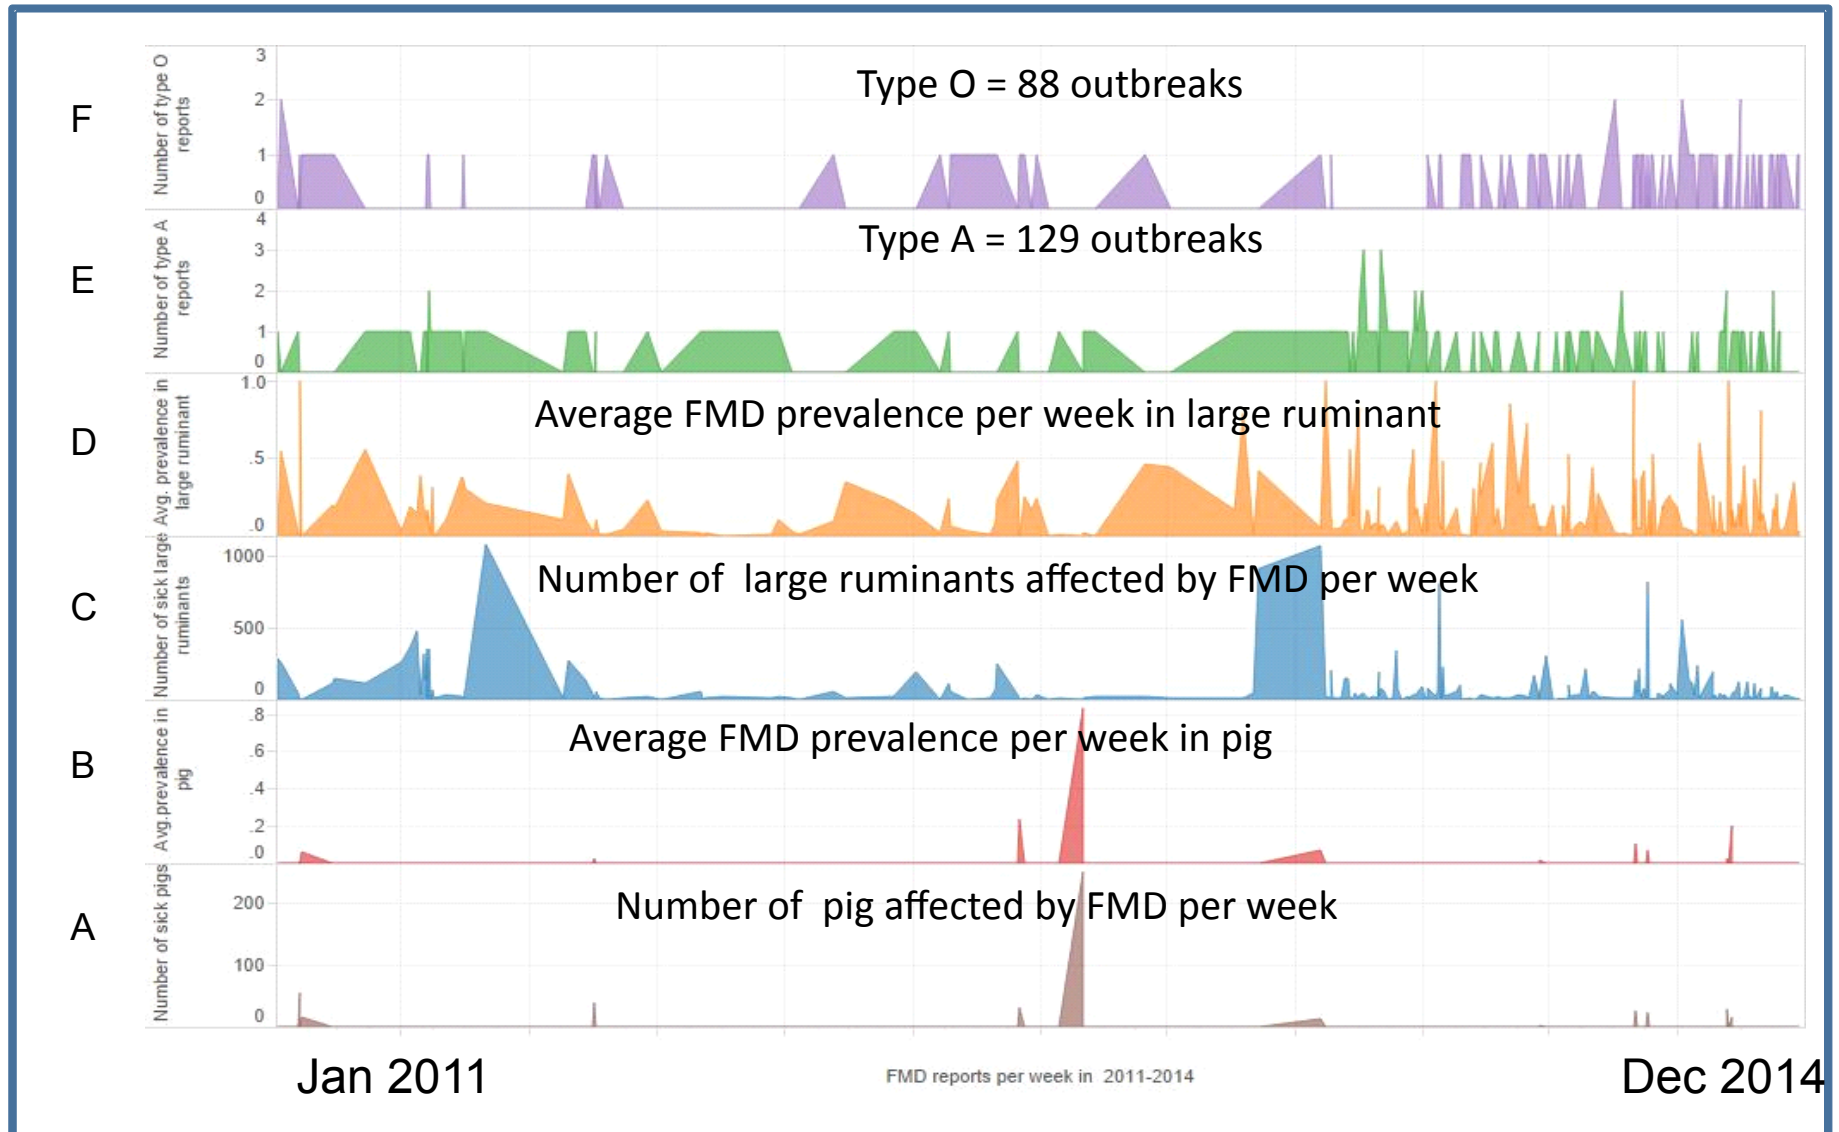 F
Number of type O
reports
3
2
1
0
Type O = 88 outbreaks
E
Number of type A
reports
4
3
2
1
0
Type A = 129 outbreaks
D
Avg. prevalence in
large ruminant
1.0
.5
.0
Average FMD prevalence per week in large ruminant
C
Number of sick large
ruminants
1000
500
0
Number of large ruminants affected by FMD per week
B
Avg.prevalence in
pig
.8
.6
.4
.2
.0
Average FMD prevalence per week in pig
A
Number of sick pigs
200
100
0
Number of pig affected by FMD per week
Jan 2011
FMD reports per week in 2011-2014
Dec 2014